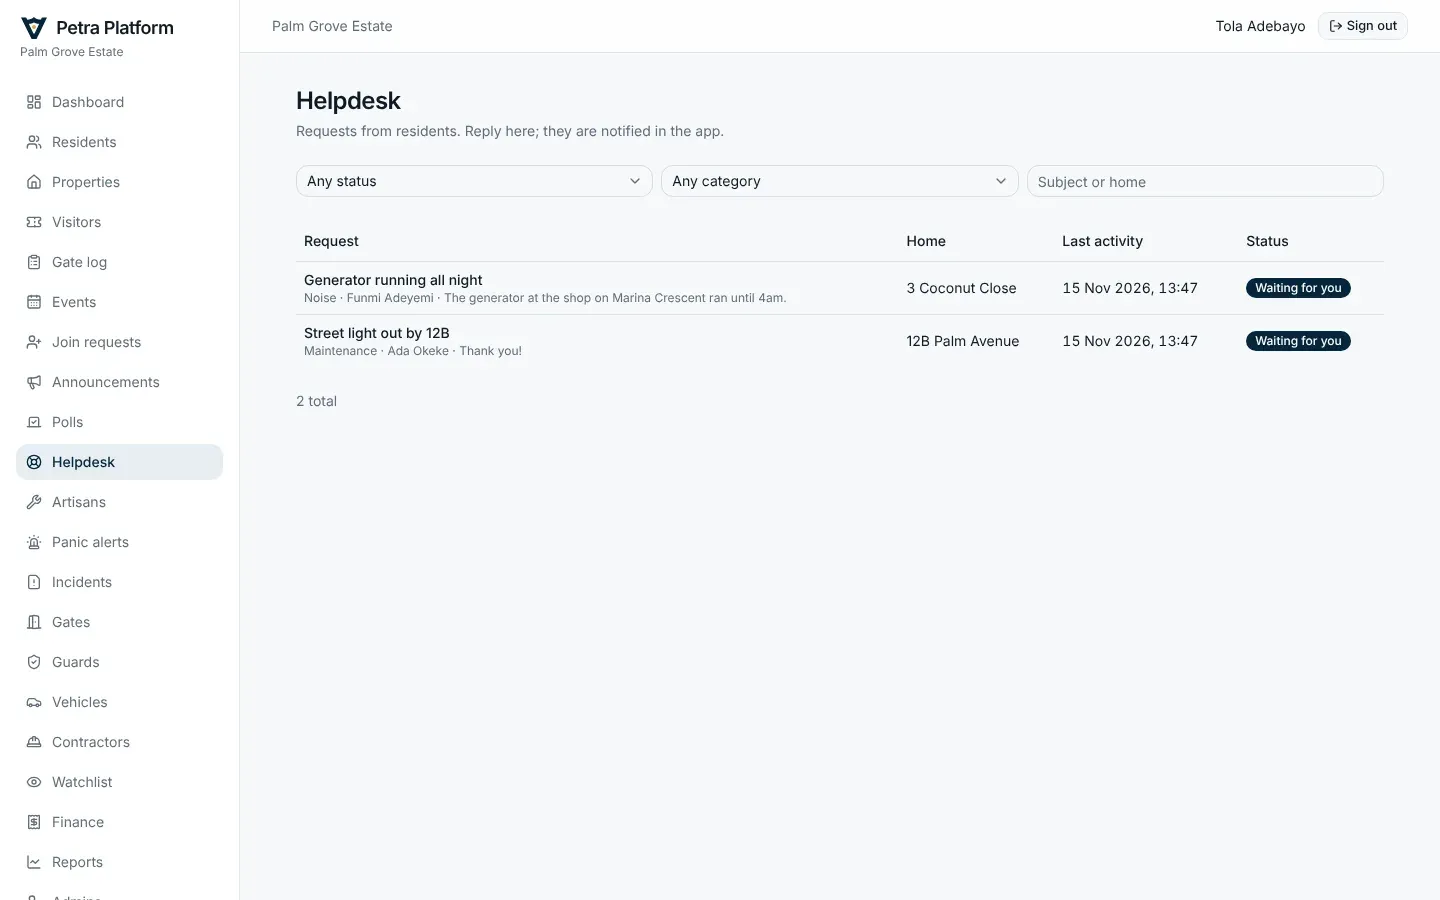 Petra Platform
Palm Grove Estate
Dashboard
Residents
Properties
Visitors
Gate log
Events
Join requests
Announcements
Polls
Helpdesk
Artisans
Panic alerts
Incidents
Gates
Guards
Vehicles
Contractors
Watchlist
Finance
Reports
Palm Grove Estate
Tola Adebayo
Sign out
Helpdesk
Requests from residents. Reply here; they are notified in the app.
Any status
Any category
Subject or home
Request Home Last activity Status
Generator running all night
Noise · Funmi Adeyemi · The generator at the shop on Marina Crescent ran until 4am.
3 Coconut Close 15 Nov 2026, 13:47 Waiting for you
Street light out by 12B
Maintenance · Ada Okeke · Thank you!
12B Palm Avenue 15 Nov 2026, 13:47 Waiting for you
2 total